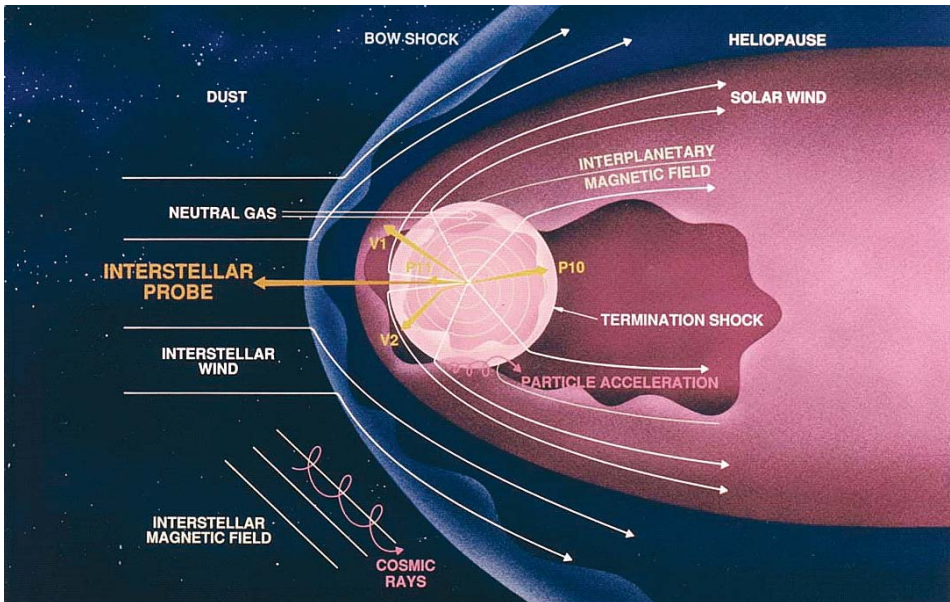 BOW SHOCK
HELIOPAUSE
DUST
SOLAR WIND
INTERPLANETARY
MAGNETIC FIELD
NEUTRAL GAS
V1
P11
P10
INTERSTELLAR
PROBE
TERMINATION SHOCK
V2
INTERSTELLAR
WIND
PARTICLE ACCELERATION
INTERSTELLAR
MAGNETIC FIELD
COSMIC
RAYS